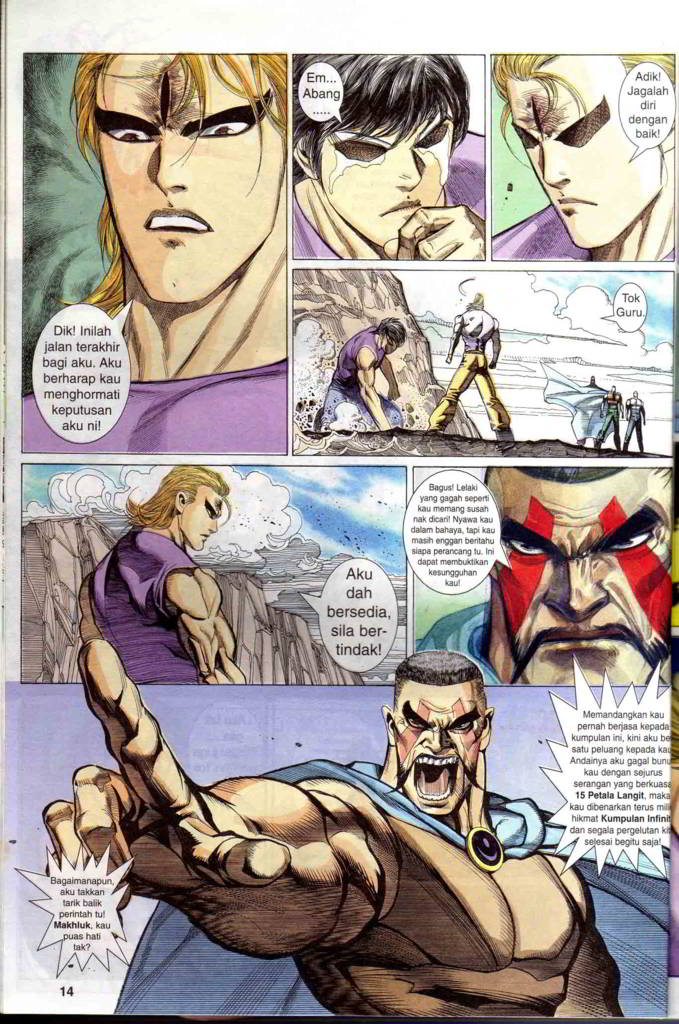 Dik! Inilah
jalan terakhir
bagi aku. Aku
berharap kau
menghormati
keputusan
aku ni!
Em...
Abang
.....
Adik!
Jagalah
diri
dengan
baik!
Tok
Guru.
Aku
dah
bersedia,
sila ber-
tindak!
Bagus! Lelaki
yang gagah seperti
kau memang susah
nak dicari! Nyawa kau
dalam bahaya, tapi kau
masih enggan beritahu
siapa perancang tu. Ini
dapat membuktikan
kesungguhan
kau!
Memandangkan kau
pernah berjasa kepada
kumpulan ini, kini aku be
satu peluang kepada kau
Andainya aku gagal bunu
kau dengan sejurus
serangan yang berkuasa
15 Petala Langit, maka
kau dibenarkan terus mili
hikmat Kumpulan Infinit
dan segala pergelutan kit
selesai begitu saja!
Bagaimanapun,
aku takkan
tarik balik
perintah tu!
Makhluk, kau
puas hati
tak?
14